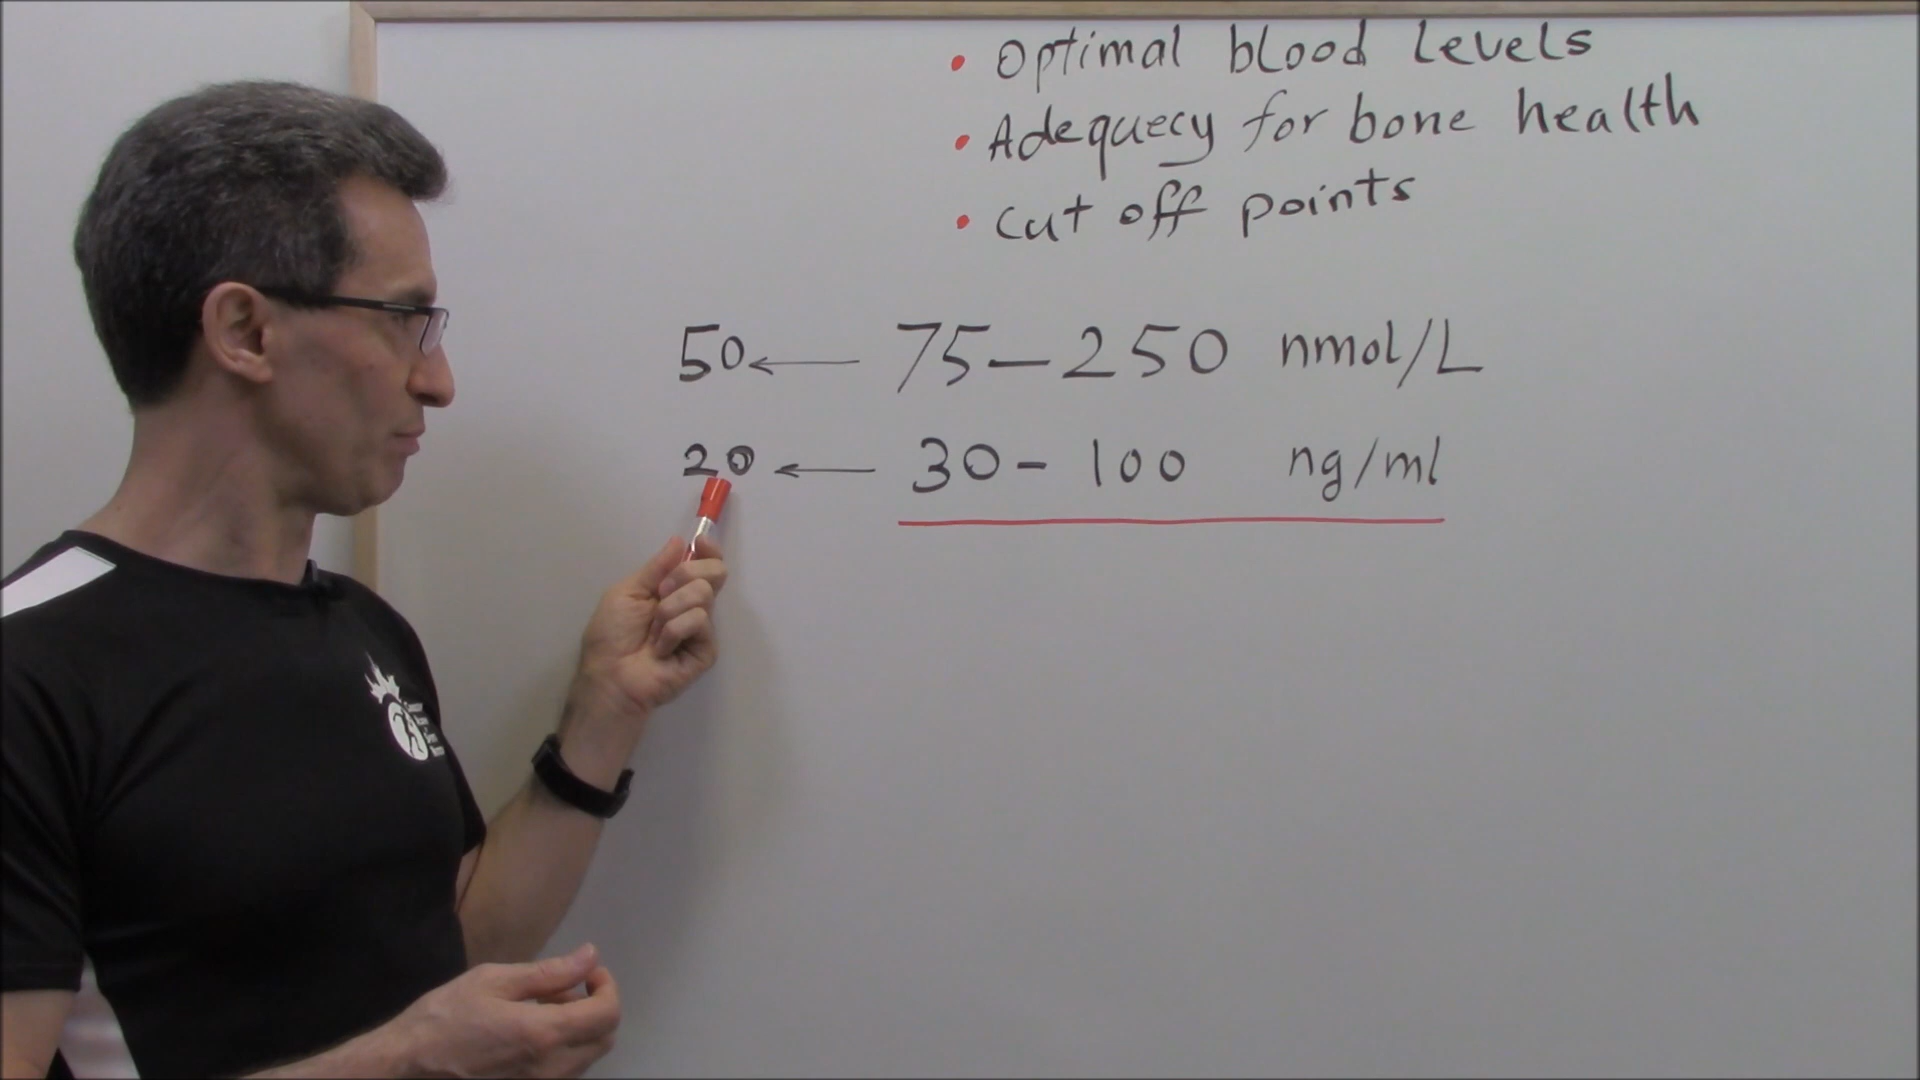 • Optimal blood levels
• Adequecy for bone health
• Cut off points
50 ← 75 – 250 nmol/L
20 ← 30 - 100 ng/ml